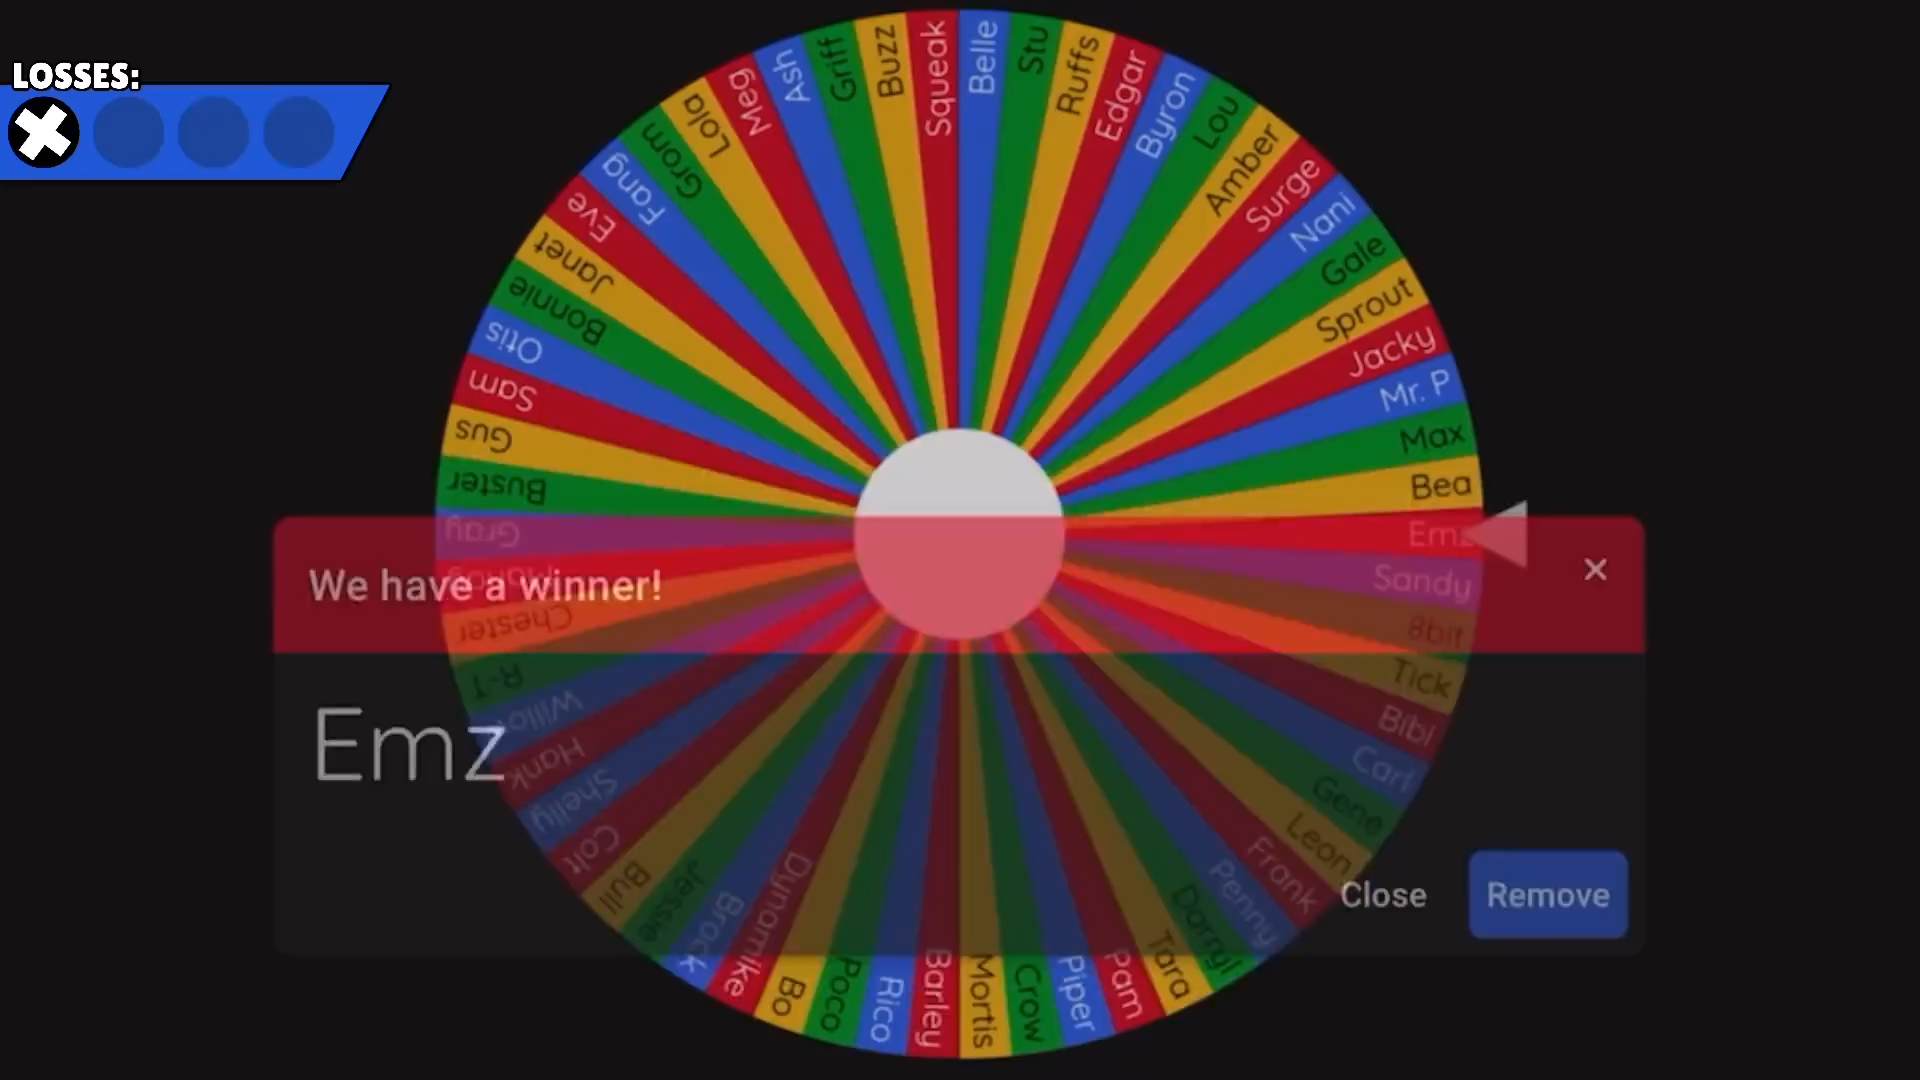 LOSSES:
Belle
Stu
Ruffs
Edgar
Byron
Lou
Amber
Surge
Nani
Gale
Sprout
Jacky
Mr. P
Max
Bea
Emz
Sandy
8bit
Tick
Bibi
Carl
Gene
Leon
Frank
Penny
Darryl
Tara
Pam
Piper
Crow
Mortis
Barley
Rico
Poco
Bo
Dynamike
Brock
Jessie
Bull
Colt
Shelly
Hank
Willow
R-T
Chester
Gray
Buster
Gus
Sam
Otis
Bonnie
Janet
Eve
Fang
Grom
Lola
Meg
Ash
Griff
Buzz
Squeak
We have a winner!
×
Emz
Close
Remove